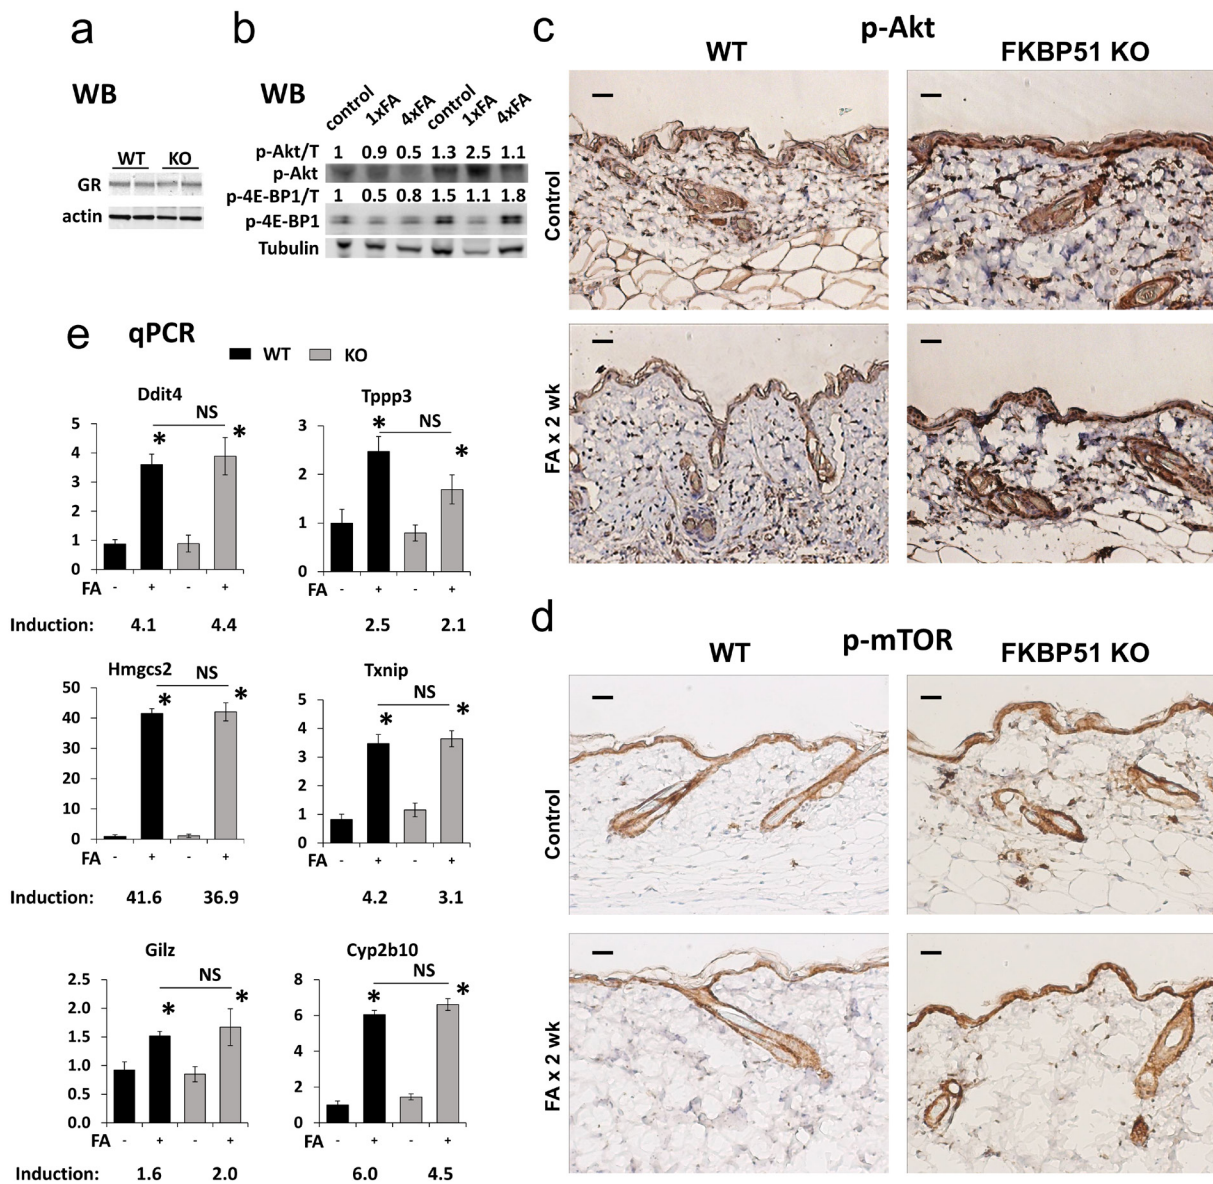 a
WB
WT KO
GR
actin
b
WB
control 1xFA 4xFA control 1xFA 4xFA
p-Akt/T 1 0.9 0.5 1.3 2.5 1.1
p-Akt
p-4E-BP1/T 1 0.5 0.8 1.5 1.1 1.8
p-4E-BP1
Tubulin
c
p-Akt
WT FKBP51 KO
Control
FA x 2 wk
d
p-mTOR
WT FKBP51 KO
Control
FA x 2 wk
e
qPCR
WT KO
Ddit4
NS
* *
5
4
3
2
1
0
FA - + - +
Induction: 4.1 4.4
Tppp3
NS
* *
3
2
1
0
- + - +
2.5 2.1
Hmgcs2
NS
* *
50
40
30
20
10
0
FA - + - +
Induction: 41.6 36.9
Txnip
NS
* *
5
4
3
2
1
0
FA - + - +
4.2 3.1
Gilz
NS
* *
2.5
2.0
1.5
1.0
0.5
0.0
FA - + - +
Induction: 1.6 2.0
Cyp2b10
NS
* *
8
6
4
2
0
FA - + - +
6.0 4.5